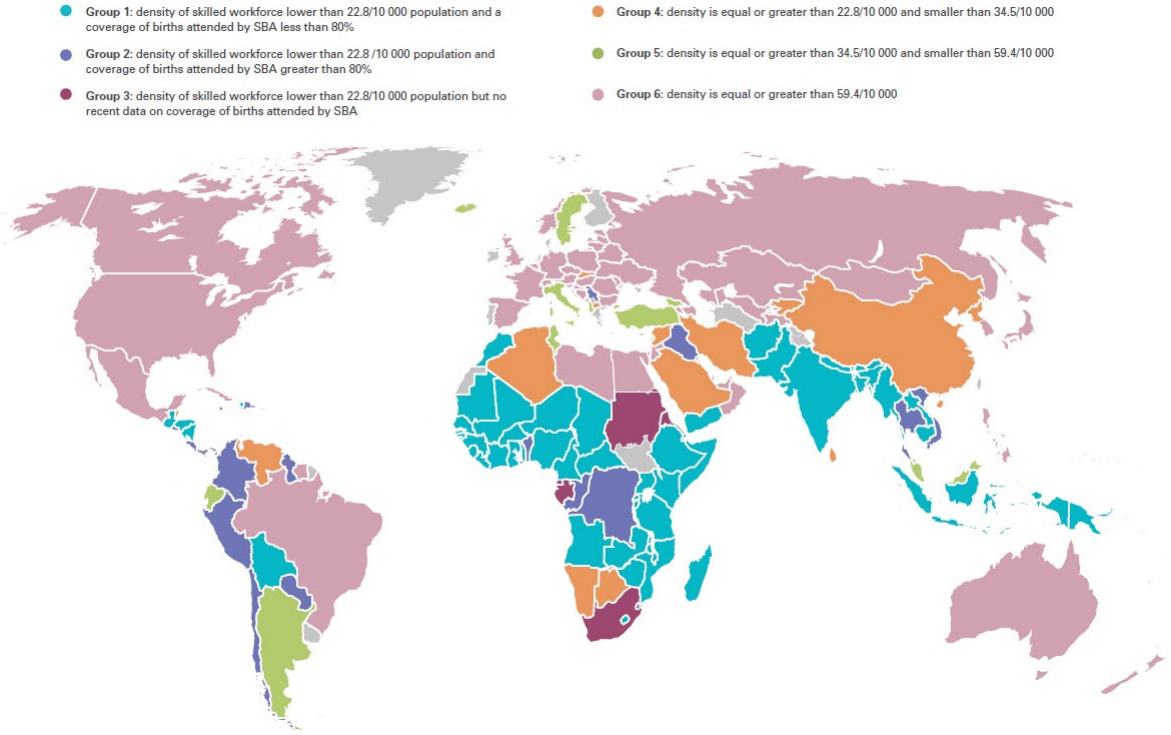 Group 1: density of skilled workforce lower than 22.8/10 000 population and a
coverage of births attended by SBA less than 80%
Group 2: density of skilled workforce lower than 22.8 /10 000 population and
coverage of births attended by SBA greater than 80%
Group 3: density of skilled workforce lower than 22.8/10 000 population but no
recent data on coverage of births attended by SBA
Group 4: density is equal or greater than 22.8/10 000 and smaller than 34.5/10 000
Group 5: density is equal or greater than 34.5/10 000 and smaller than 59.4/10 000
Group 6: density is equal or greater than 59.4/10 000